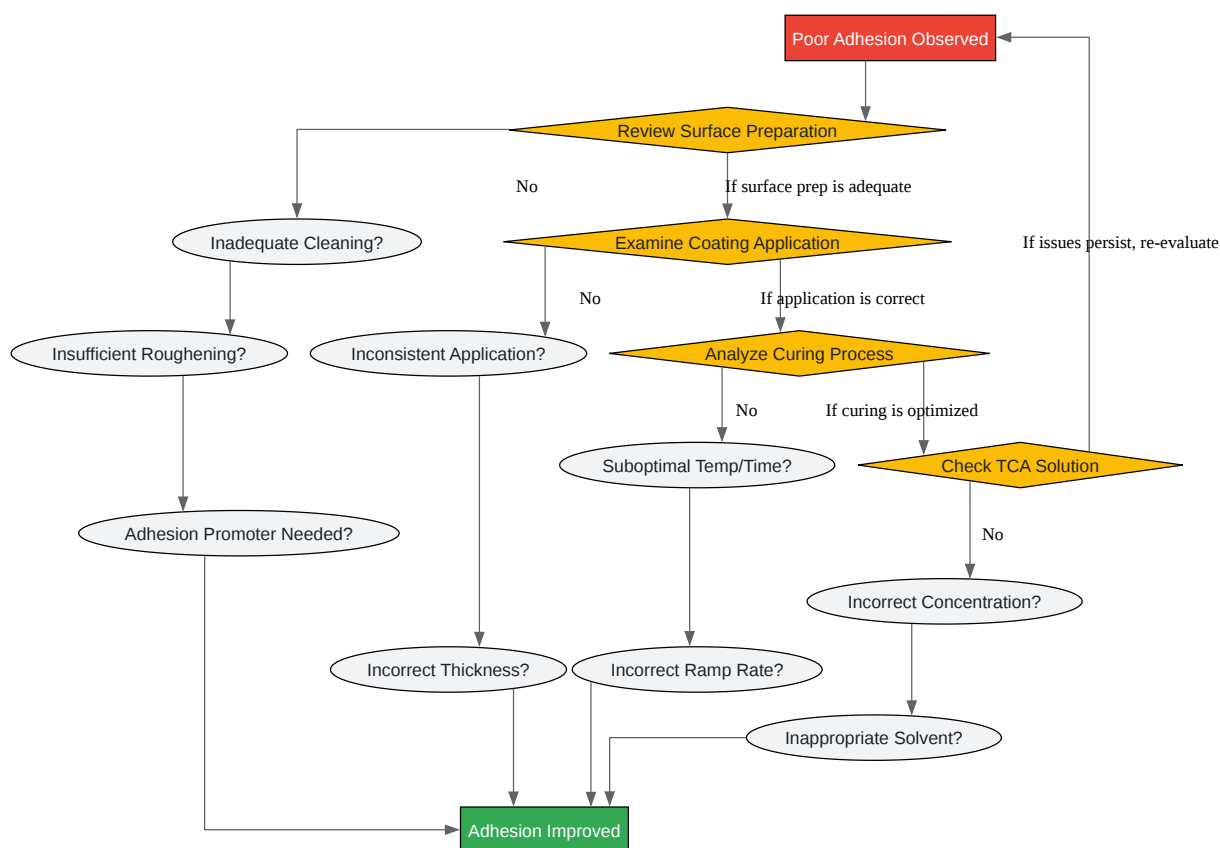 Poor Adhesion Observed
Review Surface Preparation
No
If surface prep is adequate
Inadequate Cleaning?
Examine Coating Application
If issues persist, re-evaluate
No
If application is correct
Insufficient Roughening?
Inconsistent Application?
Analyze Curing Process
No
If curing is optimized
Suboptimal Temp/Time?
Check TCA Solution
Adhesion Promoter Needed?
No
Incorrect Concentration?
Incorrect Thickness?
Incorrect Ramp Rate?
Inappropriate Solvent?
Adhesion Improved